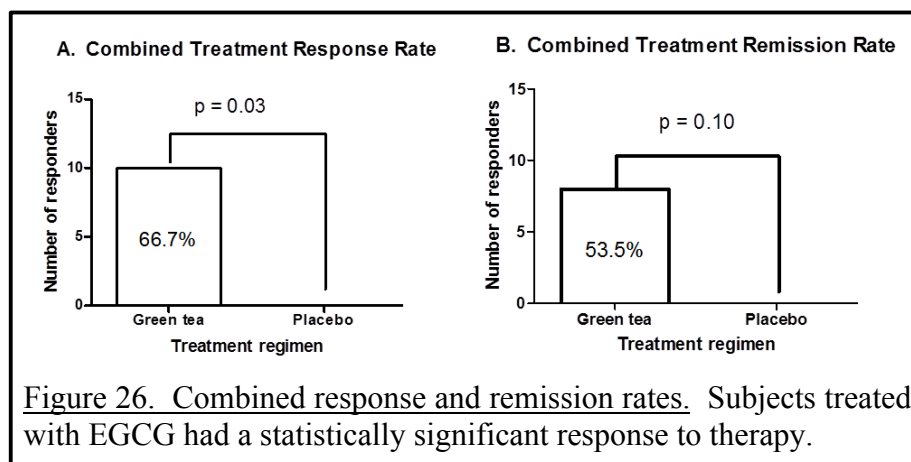 A. Combined Treatment Response Rate
p = 0.03
Number of responders
15
10
5
0
66.7%
Green tea
Placebo
Treatment regimen
B. Combined Treatment Remission Rate
p = 0.10
Number of responders
15
10
5
0
53.5%
Green tea
Placebo
Treatment regimen
Figure 26. Combined response and remission rates. Subjects treated
with EGCG had a statistically significant response to therapy.